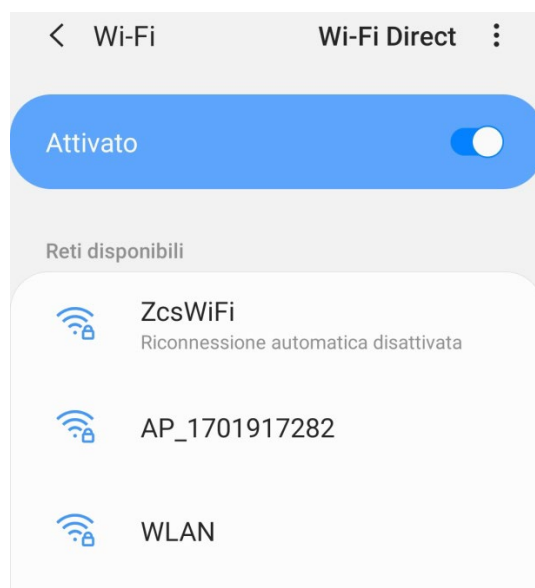 Wi-Fi Wi-Fi Direct
Attivato
Reti disponibili
ZcsWiFi
Riconnessione automatica disattivata
AP_1701917282
WLAN